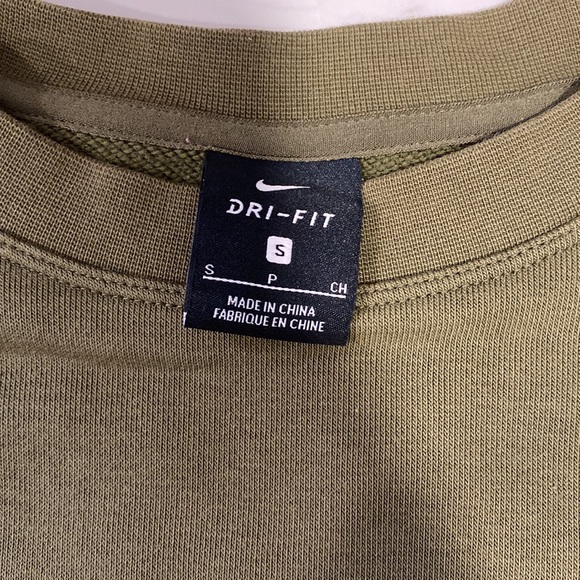 DRI-FIT
S
S P CH
MADE IN CHINA
FABRIQUE EN CHINE